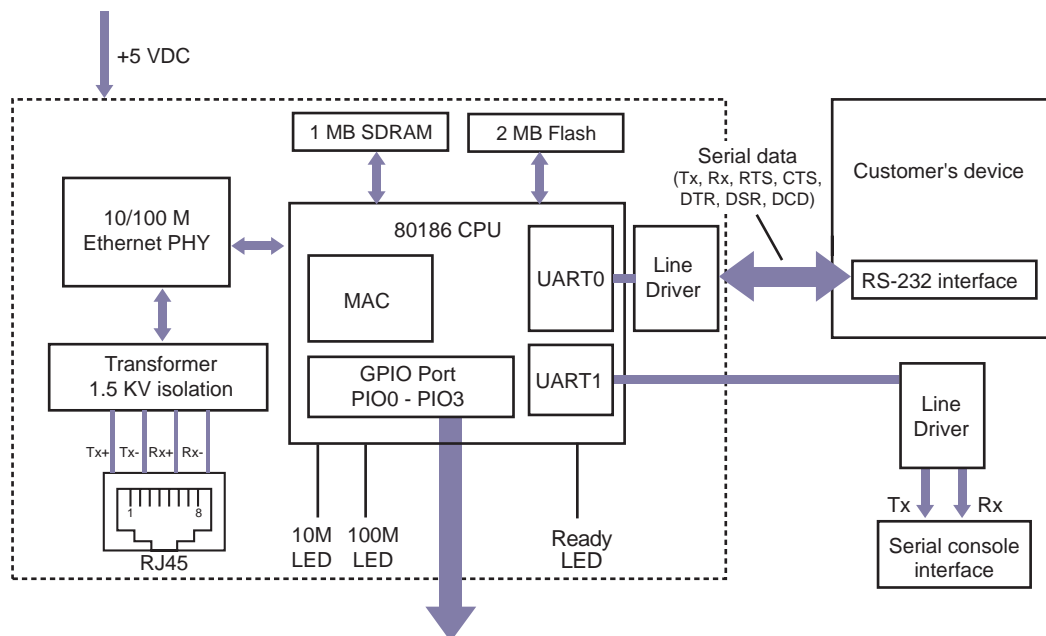 +5 VDC
1 MB SDRAM
2 MB Flash
Serial data
(Tx, Rx, RTS, CTS,
DTR, DSR, DCD)
Customer's device
RS-232 interface
10/100 M
Ethernet PHY
80186 CPU
MAC
UART0
Line
Driver
Transformer
1.5 KV isolation
GPIO Port
PIO0 - PIO3
UART1
Line
Driver
Tx+
Tx-
Rx+
Rx-
1
8
RJ45
10M
LED
100M
LED
Ready
LED
Tx
Rx
Serial console
interface